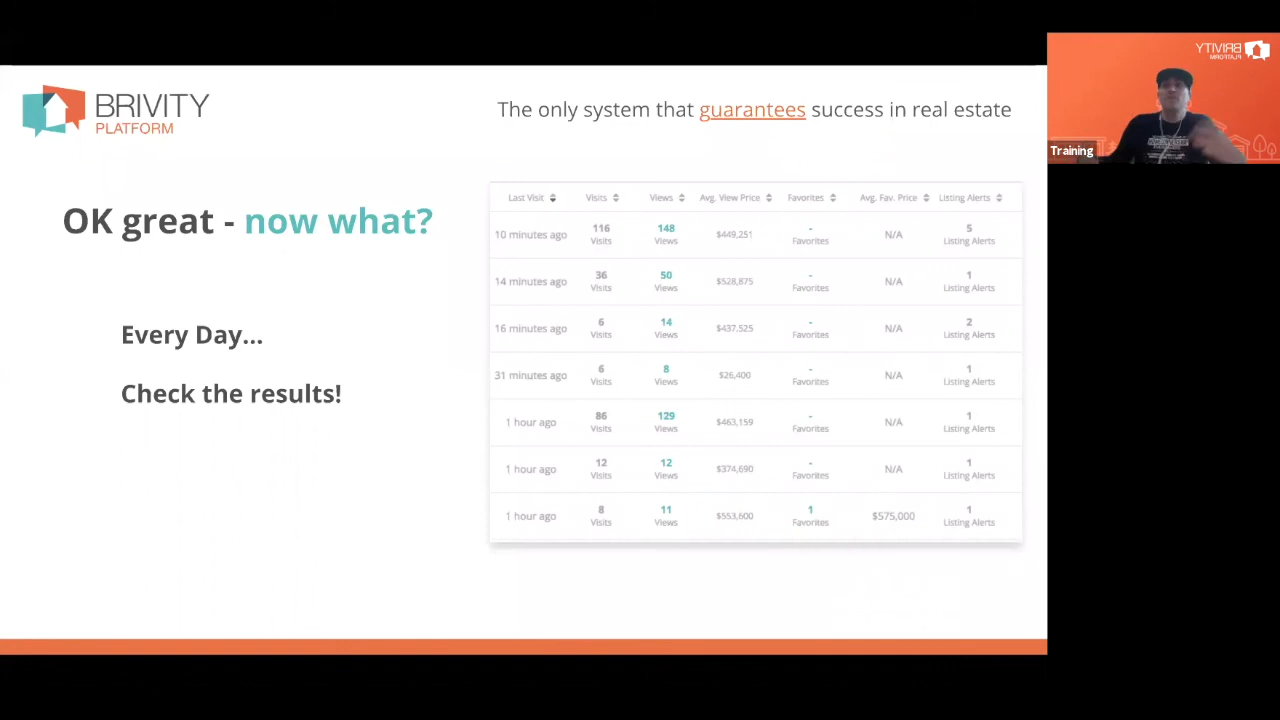 BRIVITY
PLATFORM
The only system that guarantees success in real estate
BRIVITY
PLATFORM
Training
OK great - now what?
Every Day...
Check the results!
Last Visit Visits Views Avg. View Price Favorites Avg. Fav. Price Listing Alerts
10 minutes ago 116 Visits 148 Views $449,251 - Favorites N/A 5 Listing Alerts
14 minutes ago 36 Visits 50 Views $528,875 - Favorites N/A 1 Listing Alerts
16 minutes ago 6 Visits 14 Views $437,525 - Favorites N/A 2 Listing Alerts
31 minutes ago 6 Visits 8 Views $26,400 - Favorites N/A 1 Listing Alerts
1 hour ago 86 Visits 129 Views $463,159 - Favorites N/A 1 Listing Alerts
1 hour ago 12 Visits 12 Views $374,690 - Favorites N/A 1 Listing Alerts
1 hour ago 8 Visits 11 Views $553,600 1 Favorites $575,000 1 Listing Alerts